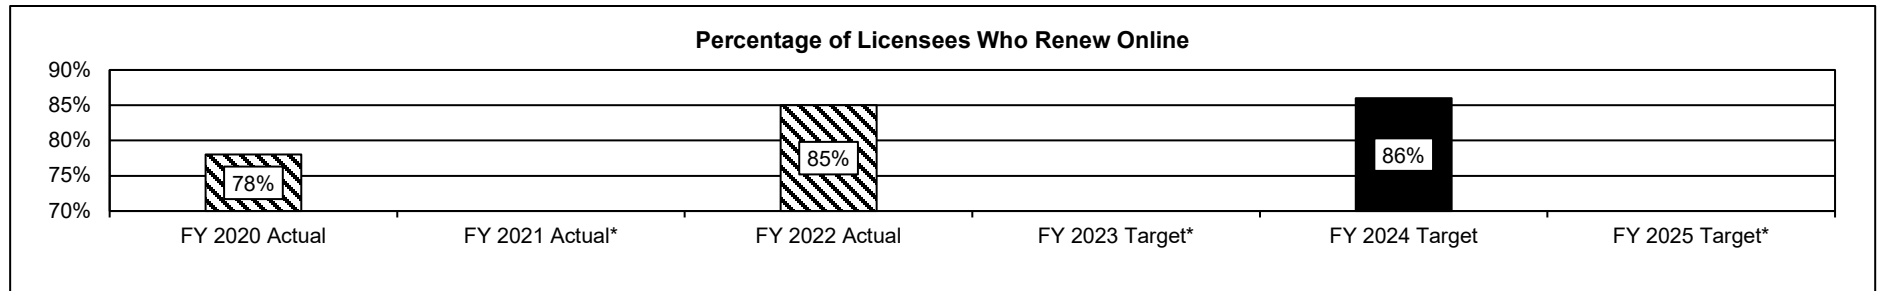 Percentage of Licensees Who Renew Online
90%
85%
80%
75%
70%
78%
85%
86%
FY 2020 Actual
FY 2021 Actual*
FY 2022 Actual
FY 2023 Target*
FY 2024 Target
FY 2025 Target*